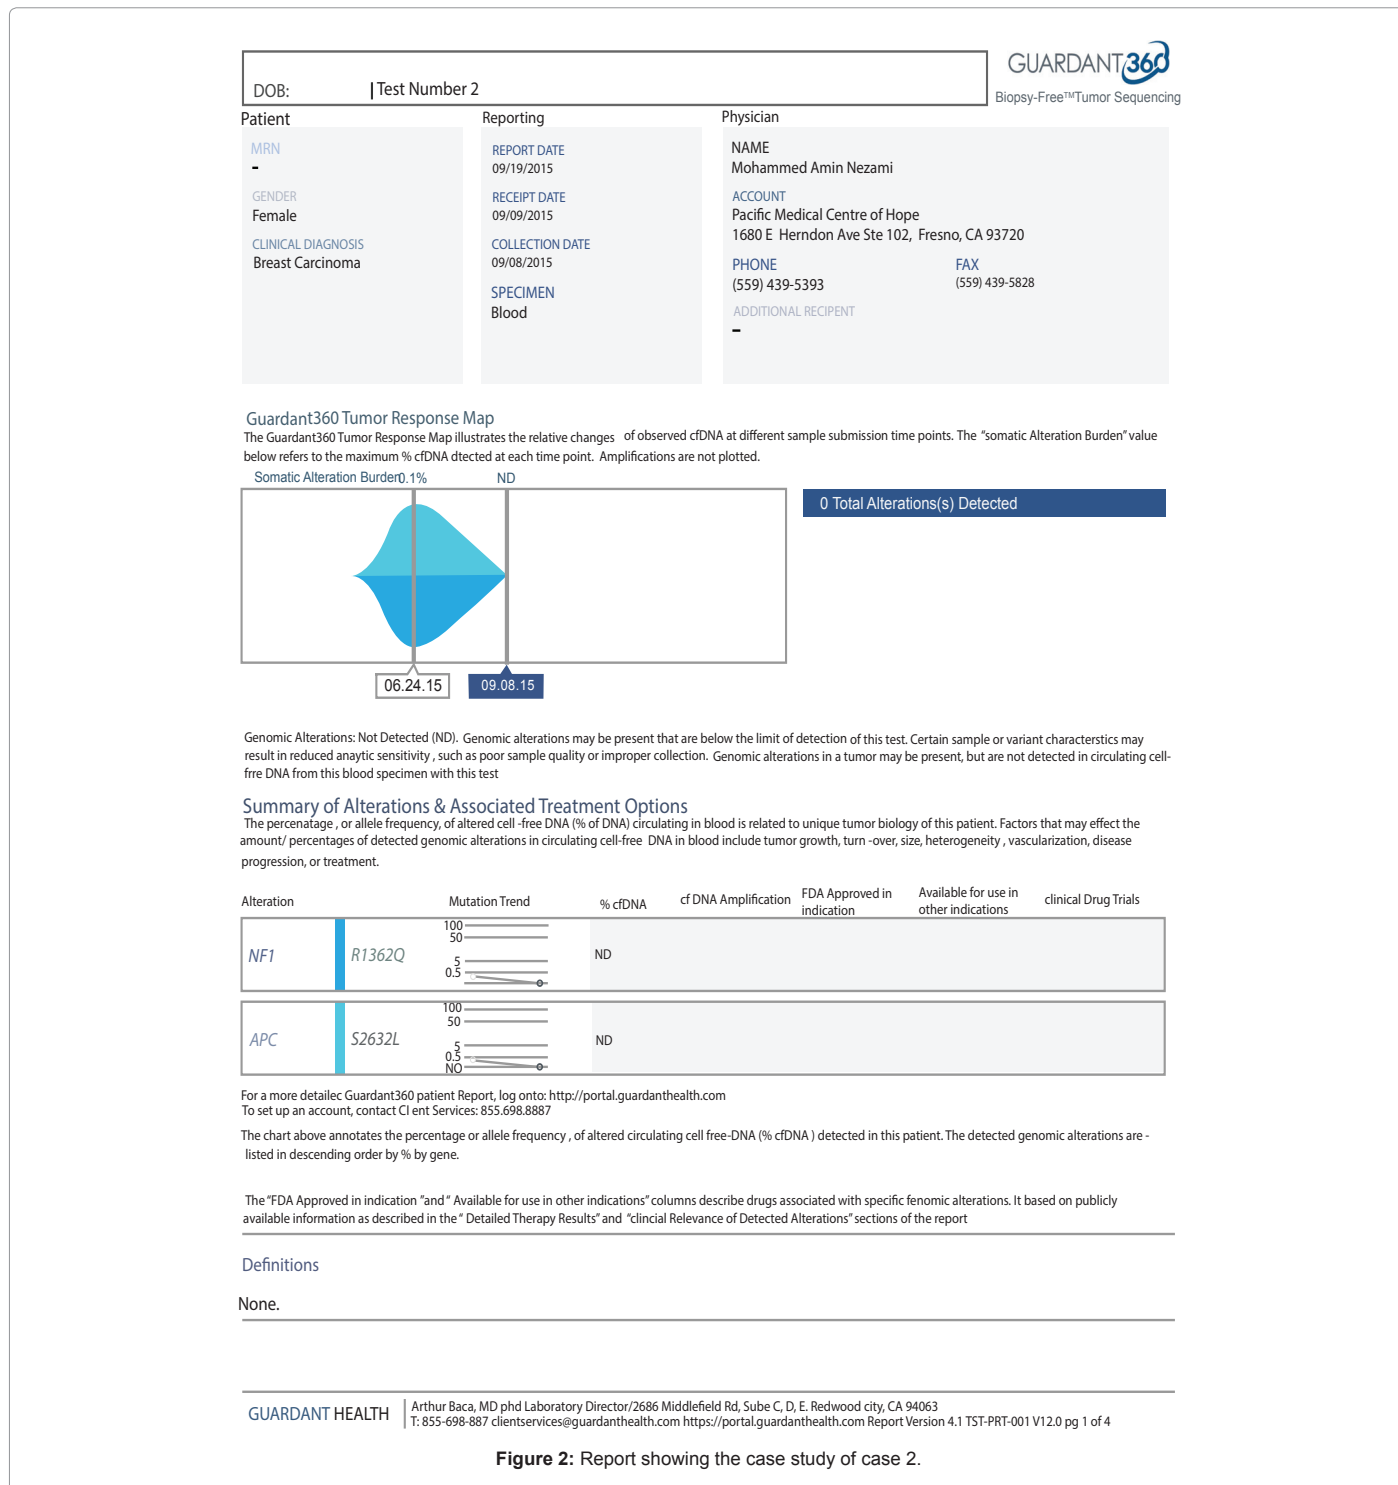 GUARDANT360
Biopsy-Free™Tumor Sequencing
DOB: | Test Number 2
Patient
MRN
-
GENDER
Female
CLINICAL DIAGNOSIS
Breast Carcinoma
Reporting
REPORT DATE
09/19/2015
RECEIPT DATE
09/09/2015
COLLECTION DATE
09/08/2015
SPECIMEN
Blood
Physician
NAME
Mohammed Amin Nezami
ACCOUNT
Pacific Medical Centre of Hope
1680 E Herndon Ave Ste 102, Fresno, CA 93720
PHONE FAX
(559) 439-5393 (559) 439-5828
ADDITIONAL RECIPENT
-
Guardant360 Tumor Response Map
The Guardant360 Tumor Response Map illustrates the relative changes of observed cfDNA at different sample submission time points. The "somatic Alteration Burden" value
below refers to the maximum % cfDNA dtected at each time point. Amplifications are not plotted.
Somatic Alteration Burden 0.1% ND
0 Total Alterations(s) Detected
06.24.15 09.08.15
Genomic Alterations: Not Detected (ND). Genomic alterations may be present that are below the limit of detection of this test. Certain sample or variant characterstics may
result in reduced anaytic sensitivity , such as poor sample quality or improper collection. Genomic alterations in a tumor may be present, but are not detected in circulating cell-
frre DNA from this blood specimen with this test
Summary of Alterations & Associated Treatment Options
The percenatage , or allele frequency, of altered cell -free DNA (% of DNA) circulating in blood is related to unique tumor biology of this patient. Factors that may effect the
amount/ percentages of detected genomic alterations in circulating cell-free DNA in blood include tumor growth, turn -over, size, heterogeneity , vascularization, disease
progression, or treatment.
Alteration Mutation Trend % cfDNA cf DNA Amplification FDA Approved in indication Available for use in other indications clinical Drug Trials
NF1 R1362Q 100 50 5 0.5 ND
APC S2632L 100 50 5 0.5 NO ND
For a more detailec Guardant360 patient Report, log onto: http://portal.guardanthealth.com
To set up an account, contact CI ent Services: 855.698.8887
The chart above annotates the percentage or allele frequency , of altered circulating cell free-DNA (% cfDNA ) detected in this patient. The detected genomic alterations are -
listed in descending order by % by gene.
The "FDA Approved in indication "and " Available for use in other indications" columns describe drugs associated with specific fenomic alterations. It based on publicly
available information as described in the " Detailed Therapy Results" and "clincial Relevance of Detected Alterations" sections of the report
Definitions
None.
GUARDANT HEALTH
Arthur Baca, MD phd Laboratory Director/2686 Middlefield Rd, Sube C, D, E. Redwood city, CA 94063
T: 855-698-887 clientservices@guardanthealth.com https://portal.guardanthealth.com Report Version 4.1 TST-PRT-001 V12.0 pg 1 of 4
Figure 2: Report showing the case study of case 2.